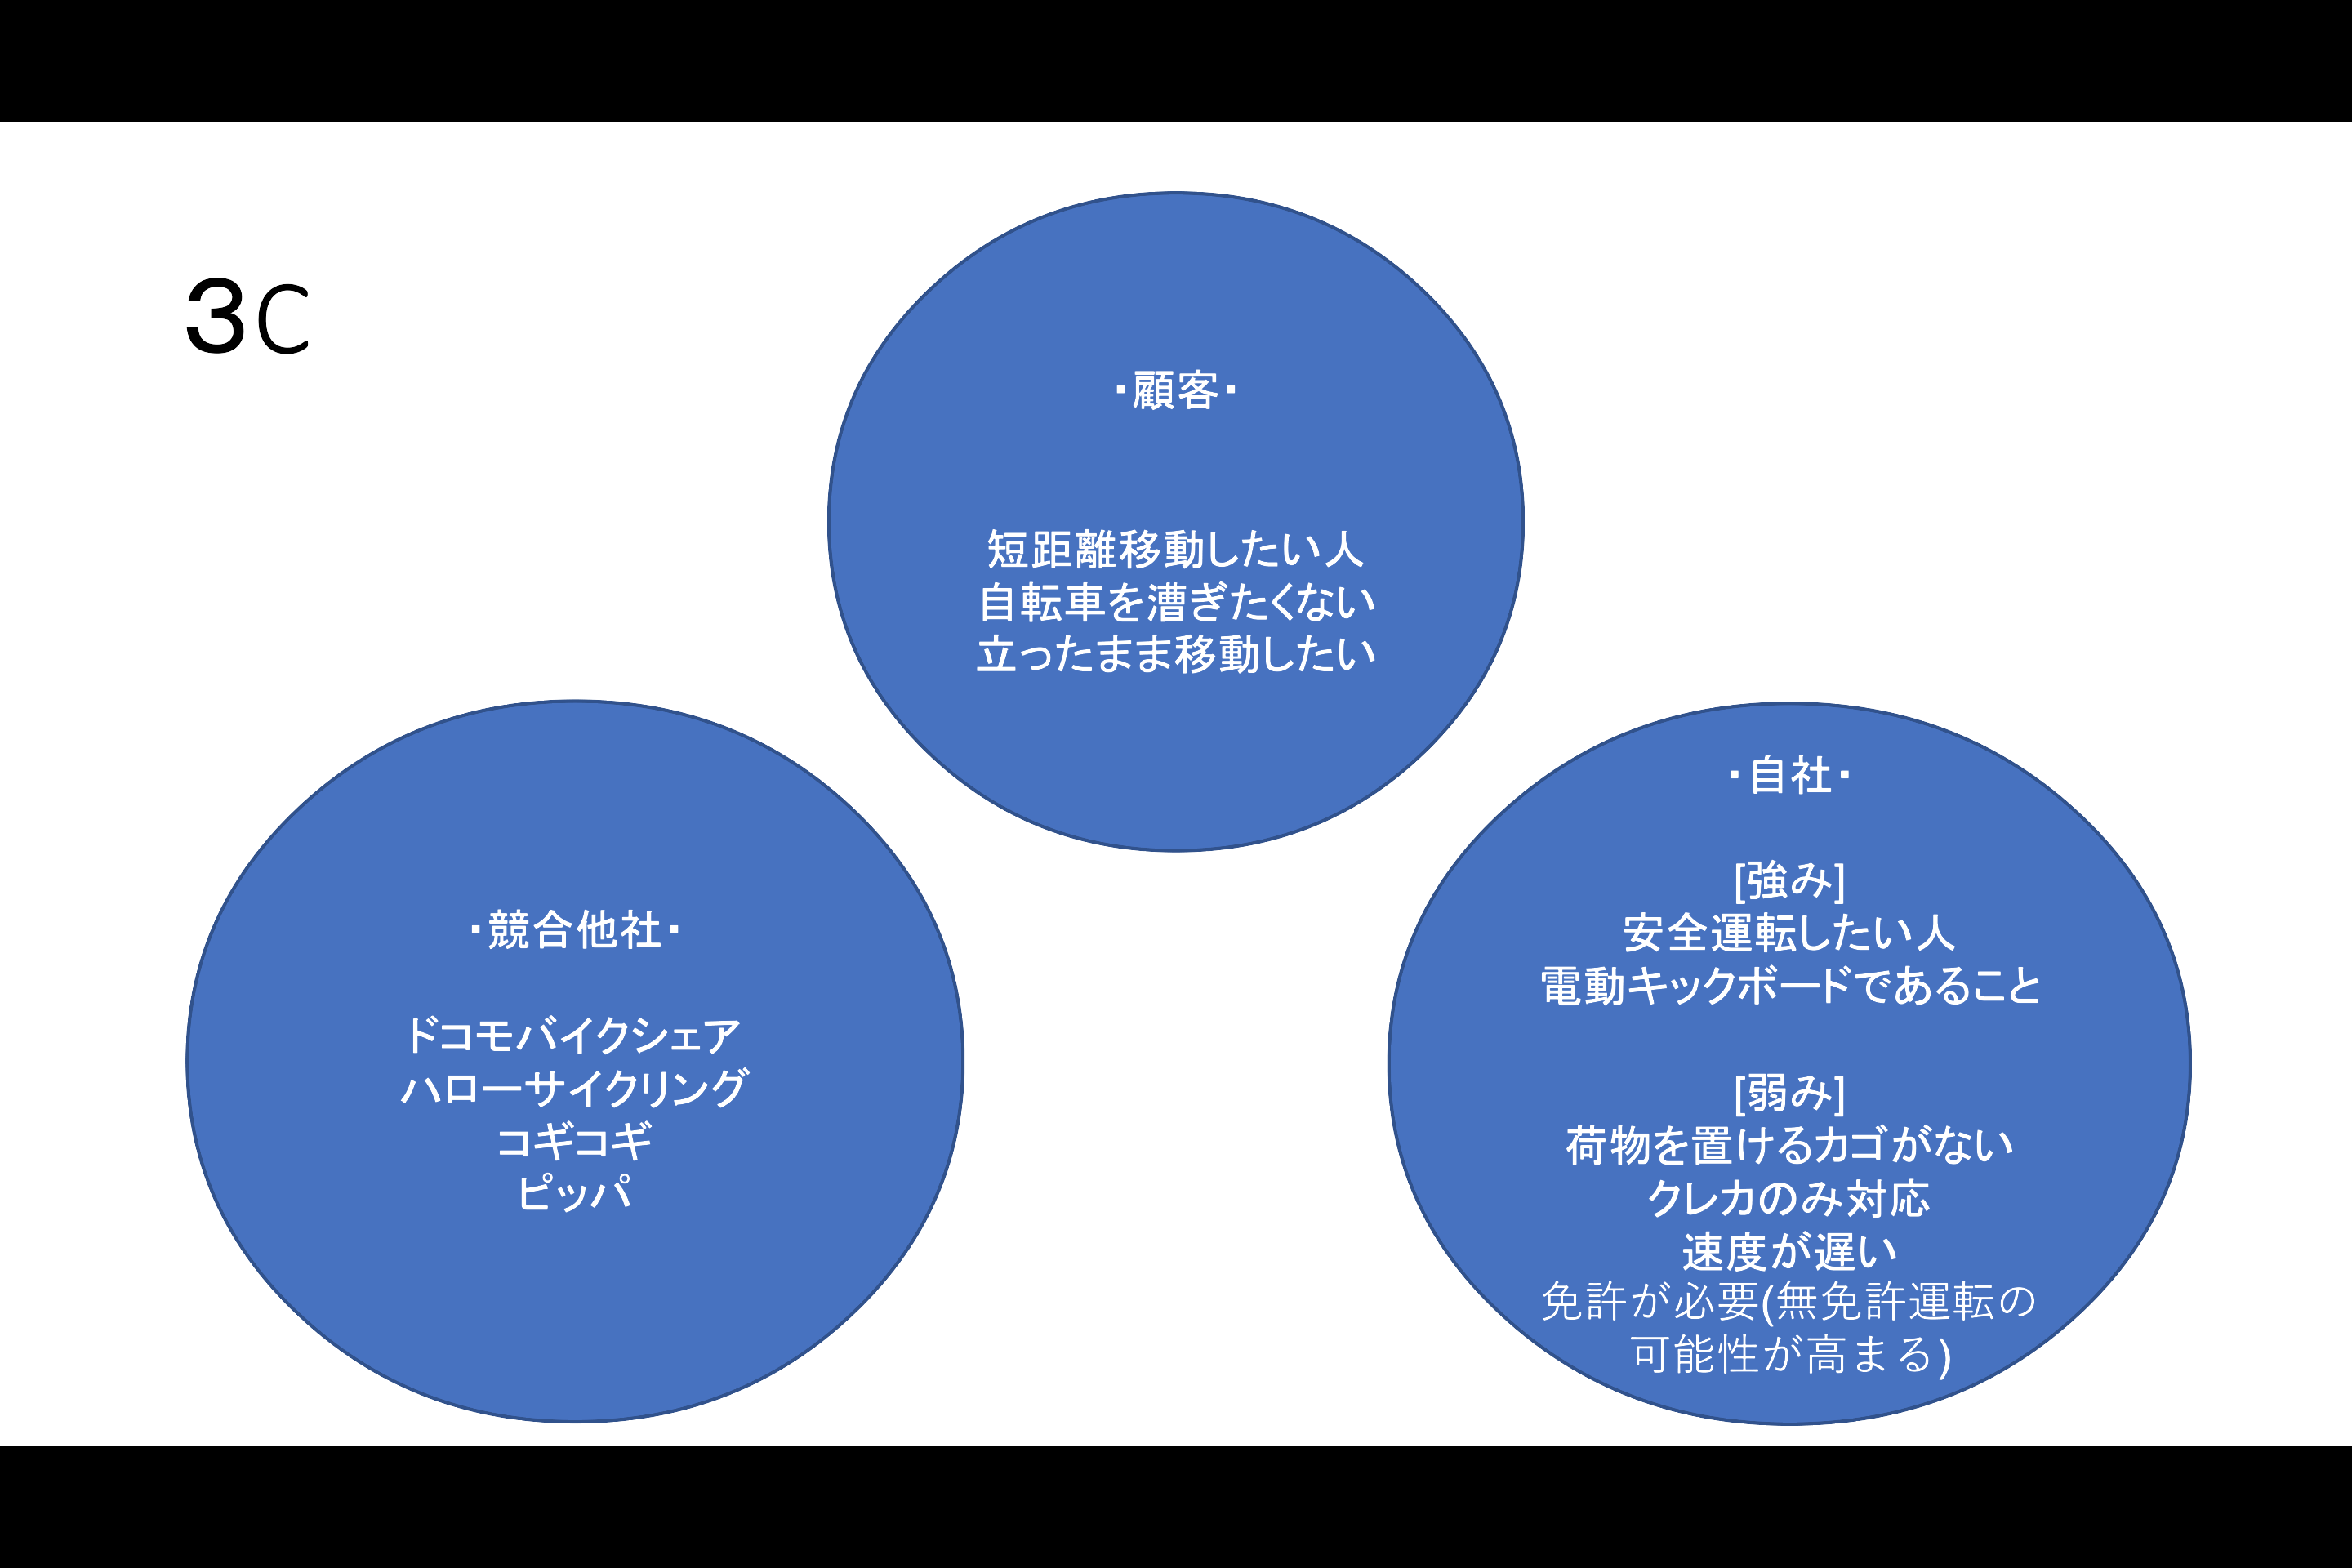 3C
・顧客・
短距離移動したい人
自転車を漕ぎたくない
立ったまま移動したい
・競合他社・
ドコモバイクシェア
ハローサイクリング
コギコギ
ピッパ
・自社・
[強み]
安全運転したい人
電動キックボードであること
[弱み]
荷物を置けるカゴがない
クレカのみ対応
速度が遅い
免許が必要(無免許運転の
可能性が高まる)